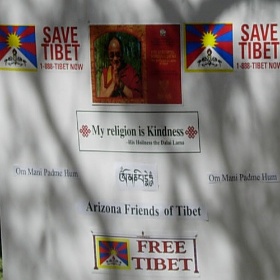 SAVE
TIBET
1-888-TIBET NOW
SAVE
TIBET
1-888-TIBET NOW
My religion is Kindness
-His Holiness the Dalai Lama
Om Mani Padme Hum
Om Mani Padme Hum
Arizona Friends of Tibet
FREE
TIBET